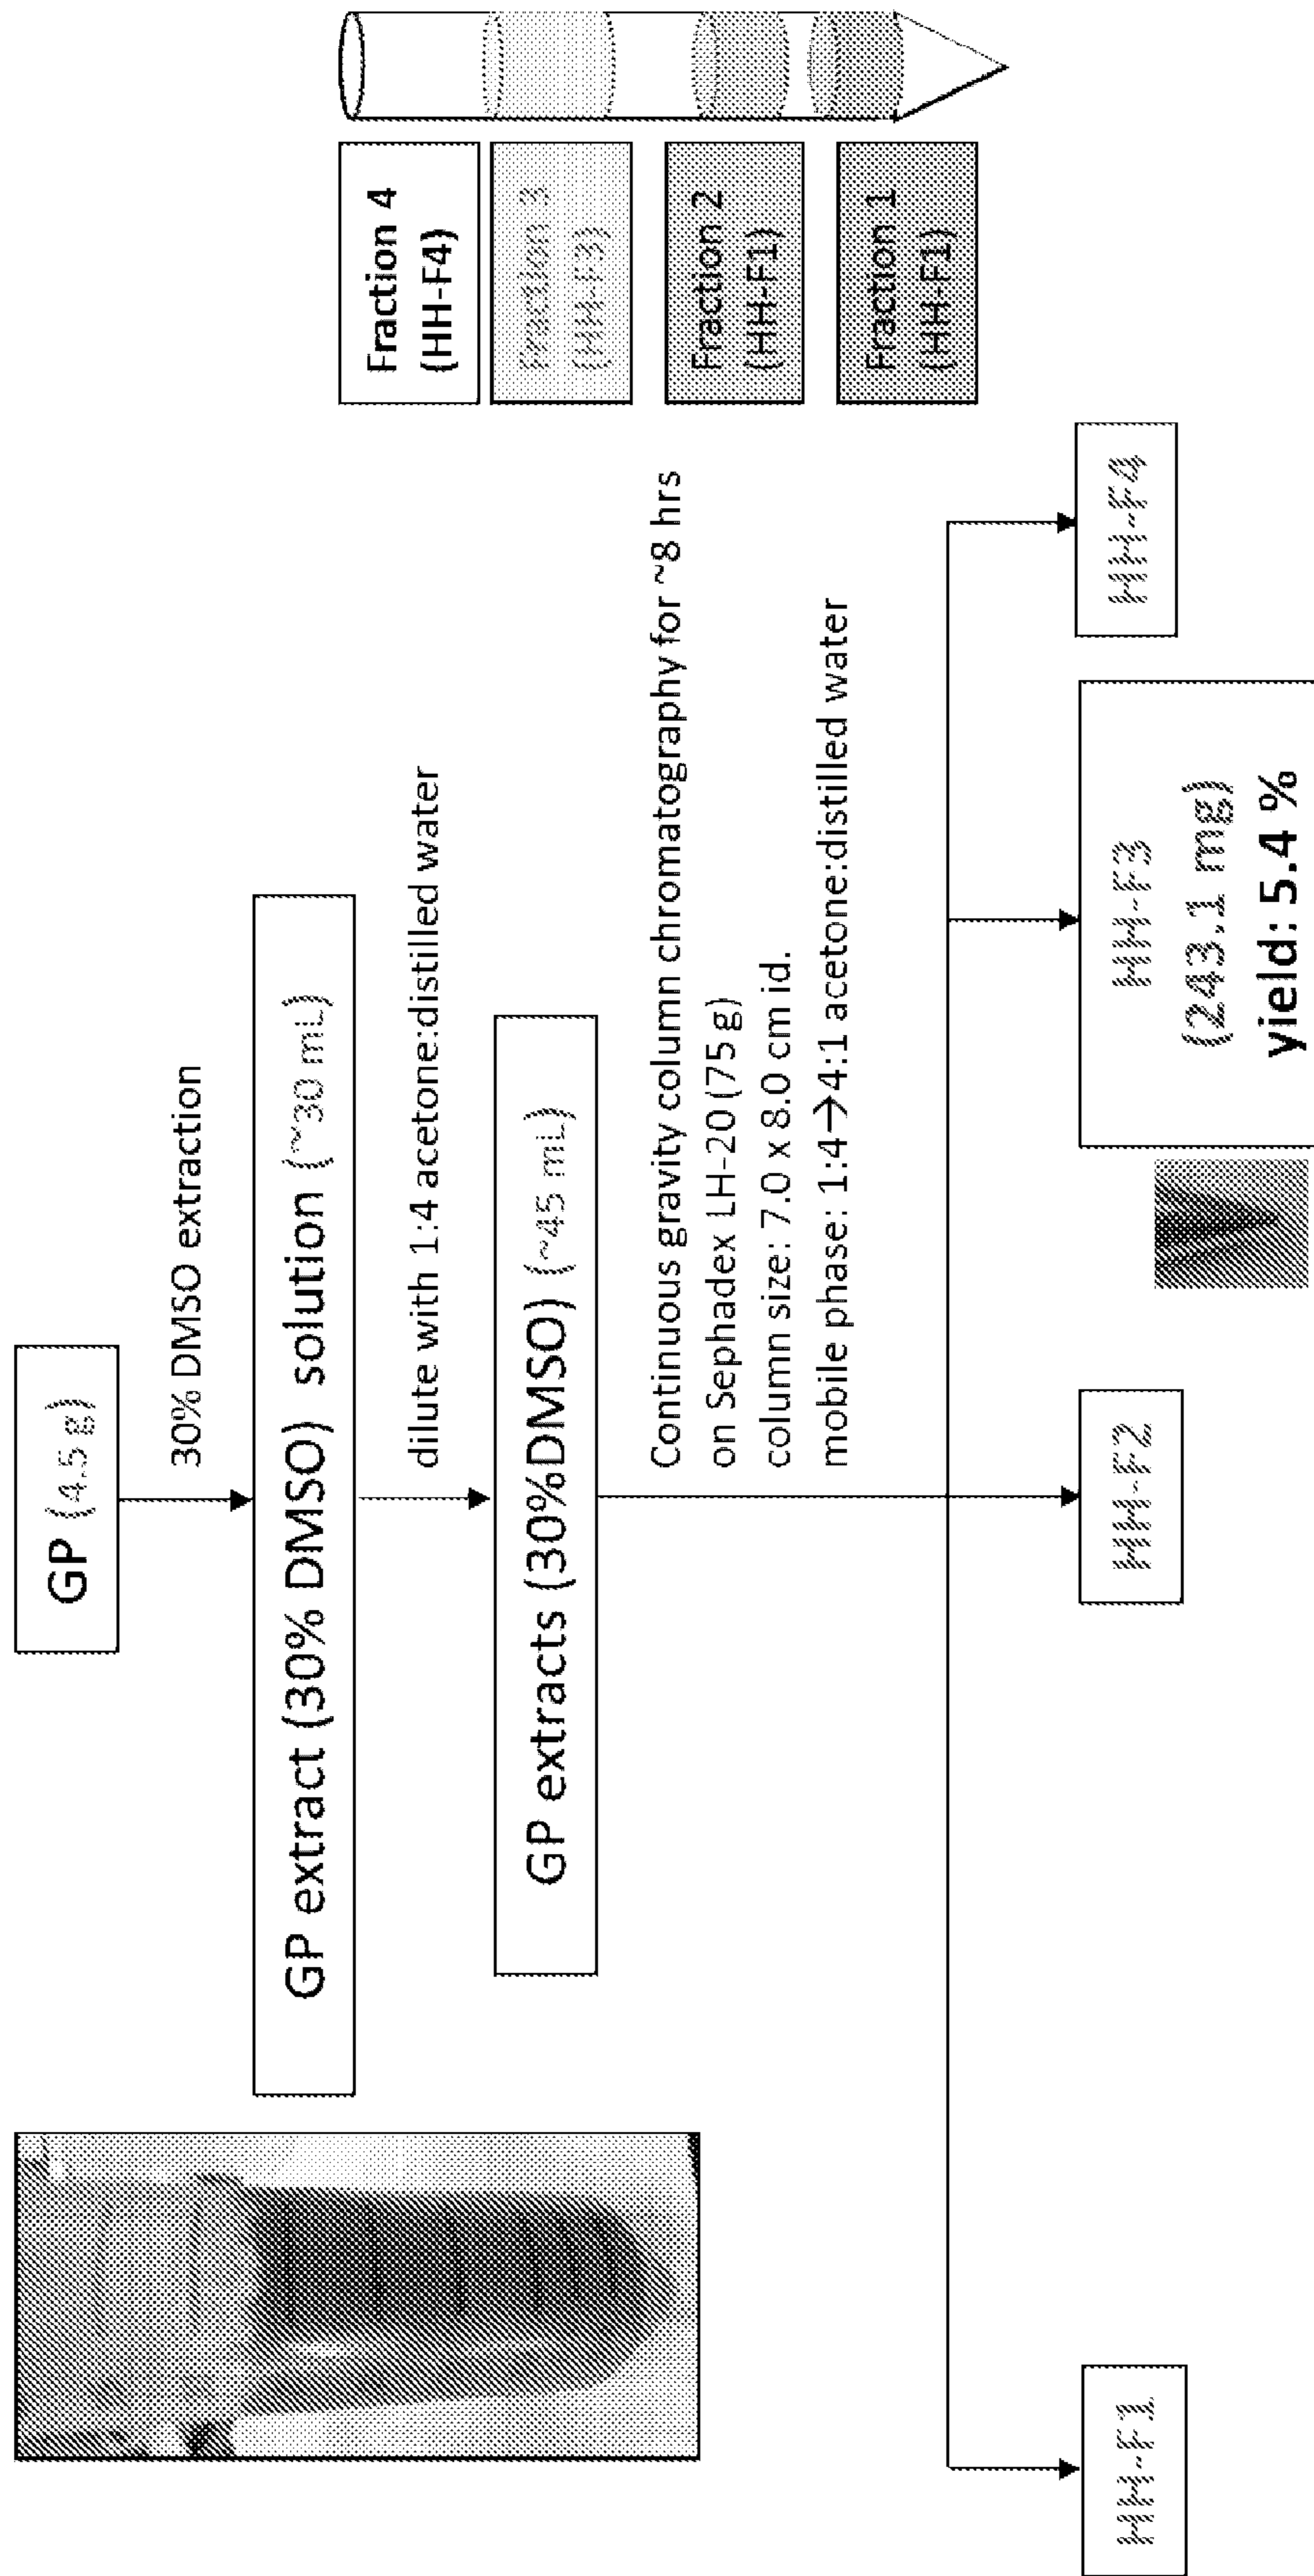 GP (4.5 g)
30% DMSO extraction
GP extract (30% DMSO) solution (~30 mL)
dilute with 1:4 acetone:distilled water
GP extracts (30%DMSO) (~45 mL)
Continuous gravity column chromatography for ~8 hrs
on Sephadex LH-20 (75 g)
column size: 7.0 x 8.0 cm id.
mobile phase: 1:4→4:1 acetone:distilled water
HH-F1
HH-F2
HH-F3
(243.1 mg)
yield: 5.4 %
HH-F4
Fraction 4
(HH-F4)
Fraction 3
(HH-F3)
Fraction 2
(HH-F1)
Fraction 1
(HH-F1)